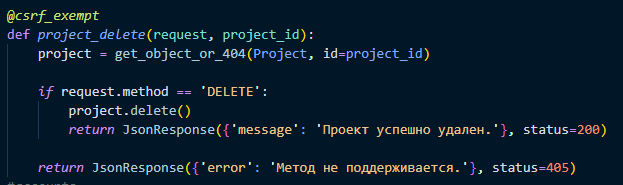 @csrf_exempt
def project_delete(request, project_id):
    project = get_object_or_404(Project, id=project_id)

    if request.method == 'DELETE':
        project.delete()
        return JsonResponse({'message': 'Проект успешно удален.'}, status=200)

    return JsonResponse({'error': 'Метод не поддерживается.'}, status=405)